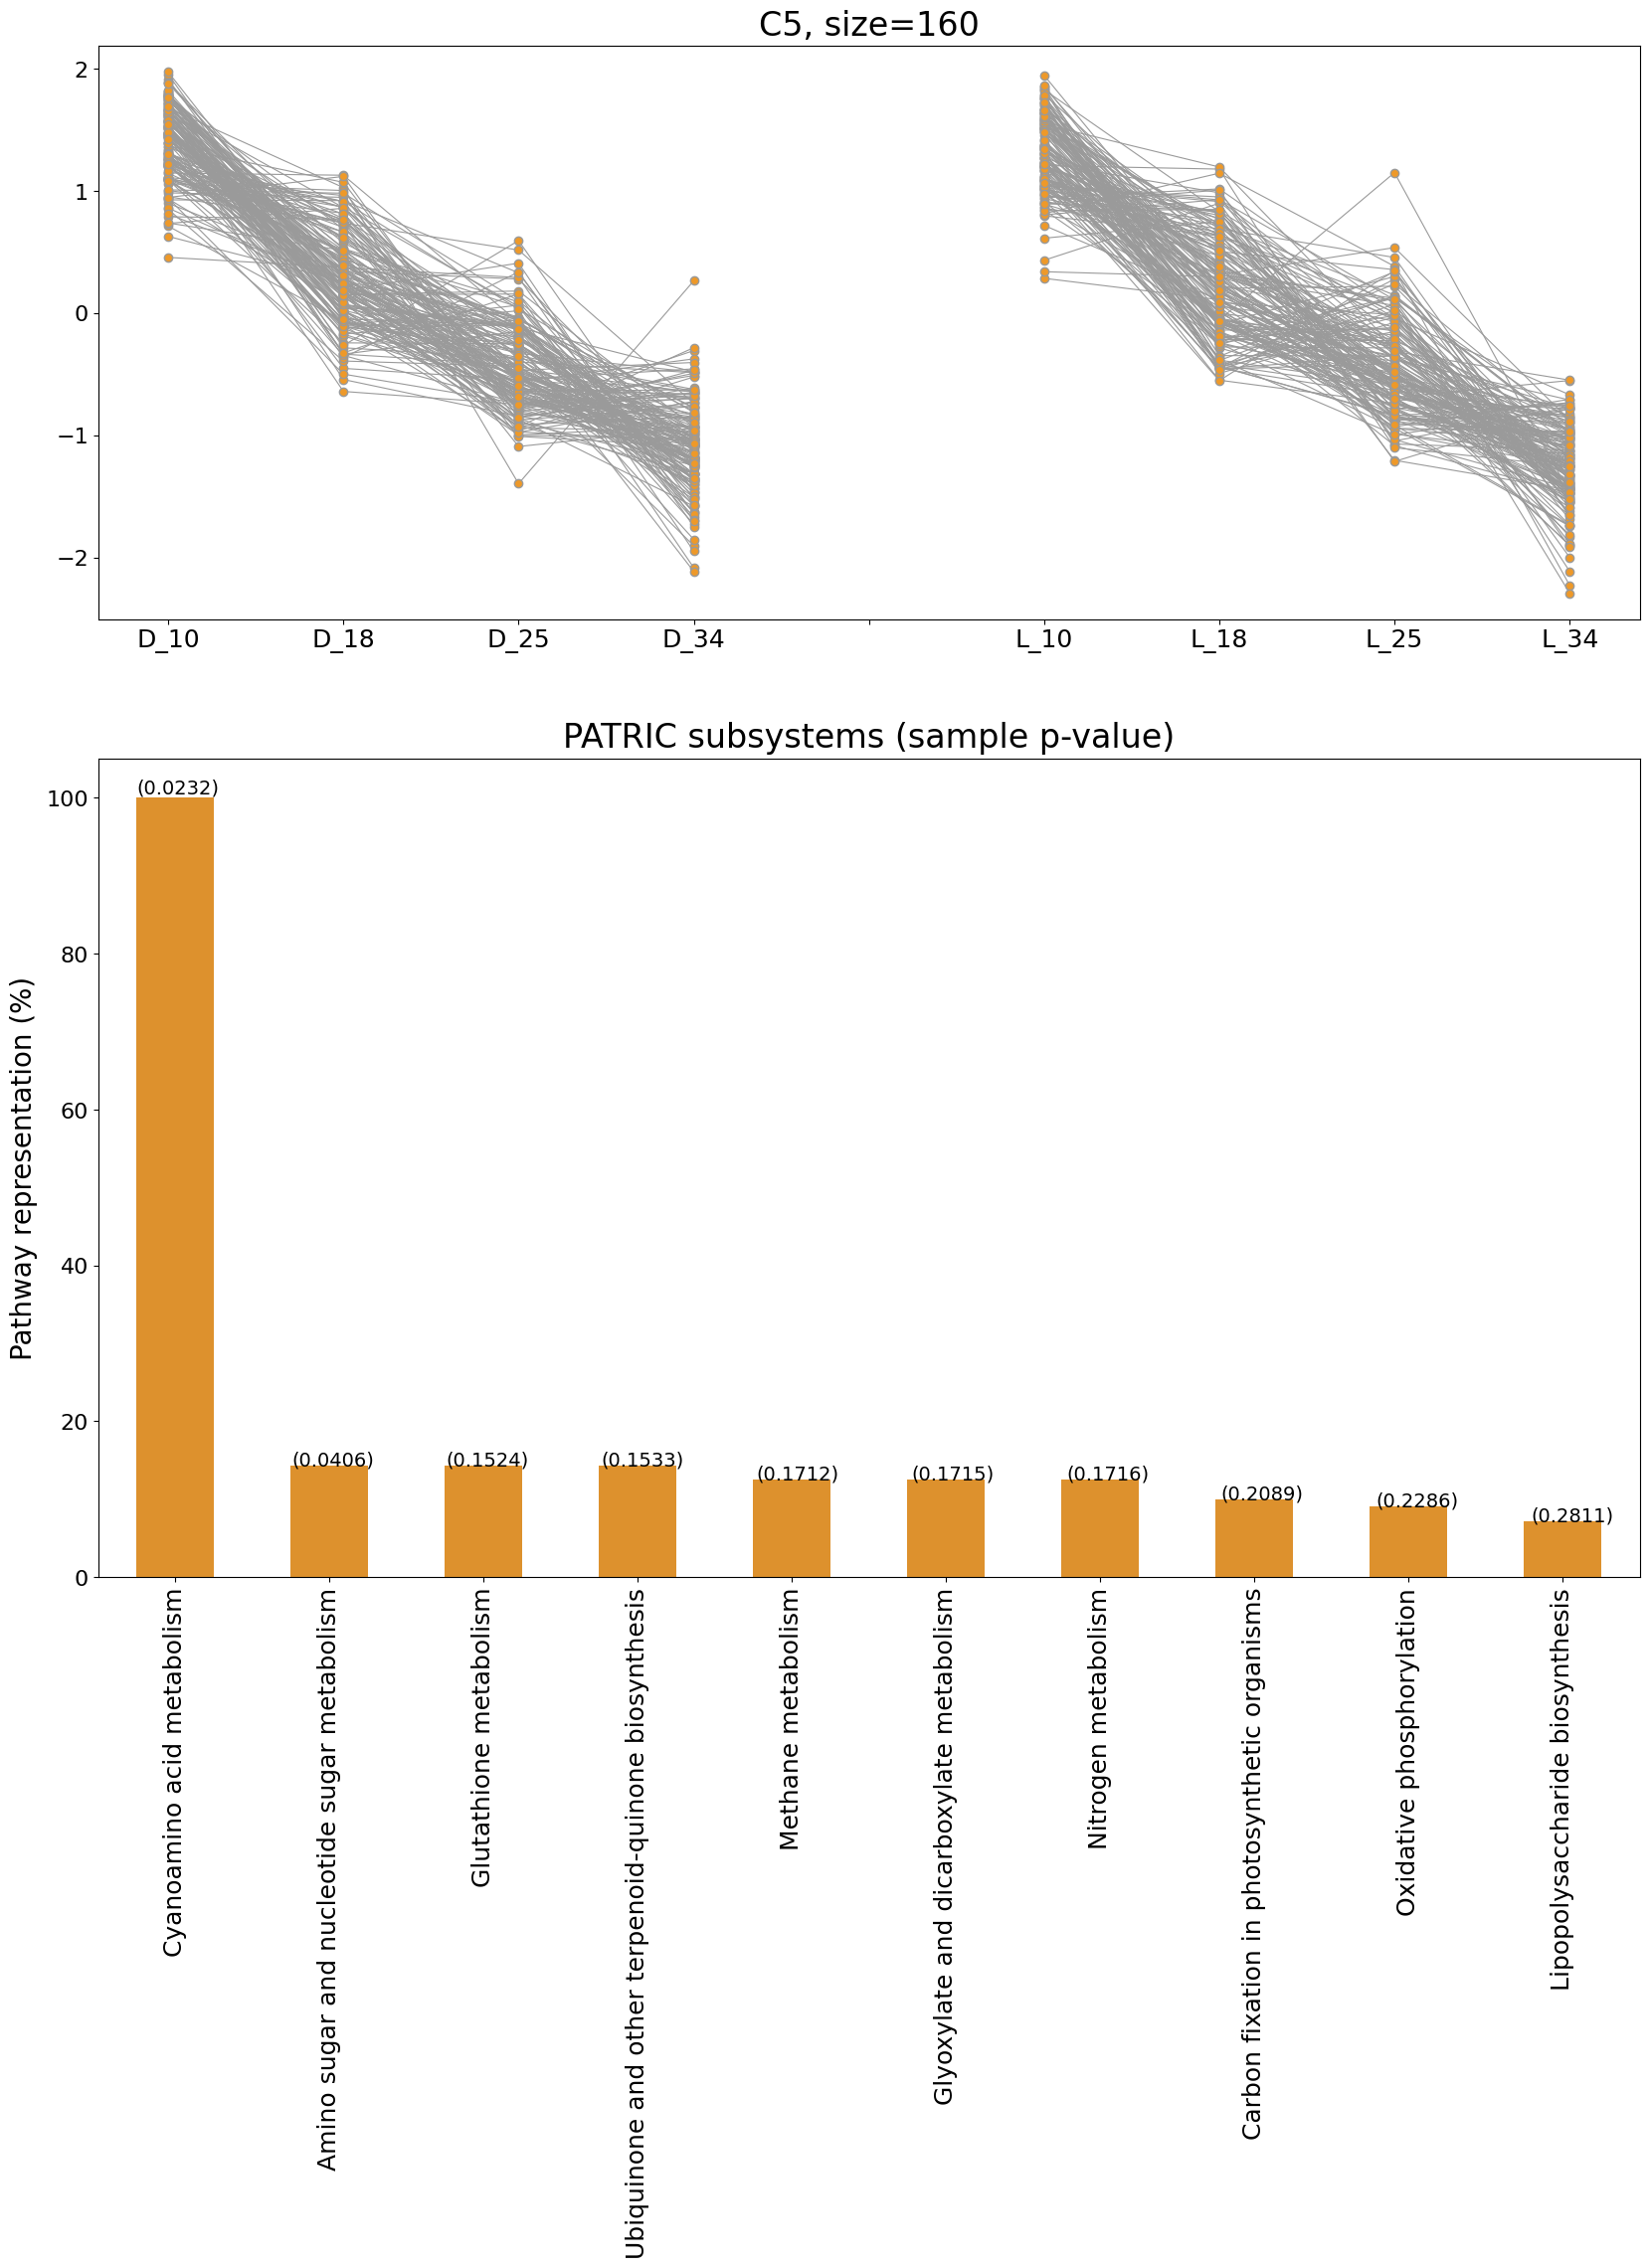 C5, size=160
2
1
0
−1
−2
D_10
D_18
D_25
D_34
L_10
L_18
L_25
L_34
PATRIC subsystems (sample p-value)
Pathway representation (%)
100
80
60
40
20
0
(0.0232)
(0.0406)
(0.1524)
(0.1533)
(0.1712)
(0.1715)
(0.1716)
(0.2089)
(0.2286)
(0.2811)
Cyanoamino acid metabolism
Amino sugar and nucleotide sugar metabolism
Glutathione metabolism
Ubiquinone and other terpenoid-quinone biosynthesis
Methane metabolism
Glyoxylate and dicarboxylate metabolism
Nitrogen metabolism
Carbon fixation in photosynthetic organisms
Oxidative phosphorylation
Lipopolysaccharide biosynthesis